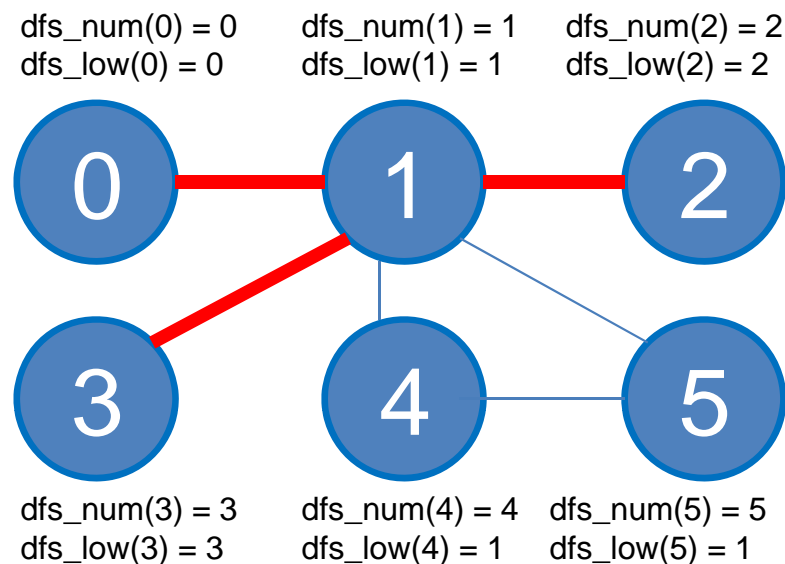 dfs_num(0) = 0 dfs_num(1) = 1 dfs_num(2) = 2
dfs_low(0) = 0 dfs_low(1) = 1 dfs_low(2) = 2
0 1 2
3 4 5
dfs_num(3) = 3 dfs_num(4) = 4 dfs_num(5) = 5
dfs_low(3) = 3 dfs_low(4) = 1 dfs_low(5) = 1